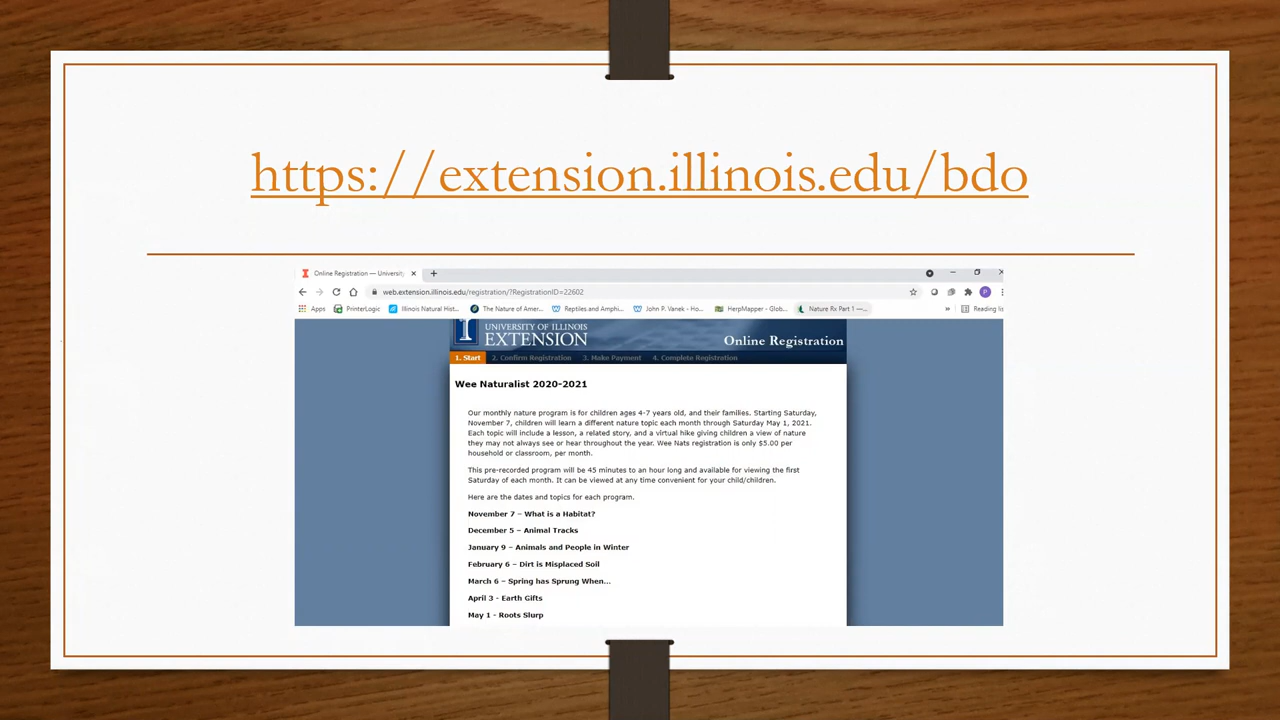 https://extension.illinois.edu/bdo
Online Registration — University
web.extension.illinois.edu/registration/?RegistrationID=22602
P
Apps PrinterLogic Illinois Natural Hist... The Nature of Amer... Reptiles and Amphi... John P. Vanek - Ho... HerpMapper - Glob... Nature Rx Part 1 —... » Reading lis
UNIVERSITY OF ILLINOIS
EXTENSION
Online Registration
1. Start 2. Confirm Registration 3. Make Payment 4. Complete Registration
Wee Naturalist 2020-2021
Our monthly nature program is for children ages 4-7 years old, and their families. Starting Saturday,
November 7, children will learn a different nature topic each month through Saturday May 1, 2021.
Each topic will include a lesson, a related story, and a virtual hike giving children a view of nature
they may not always see or hear throughout the year. Wee Nats registration is only $5.00 per
household or classroom, per month.
This pre-recorded program will be 45 minutes to an hour long and available for viewing the first
Saturday of each month. It can be viewed at any time convenient for your child/children.
Here are the dates and topics for each program.
November 7 – What is a Habitat?
December 5 – Animal Tracks
January 9 – Animals and People in Winter
February 6 – Dirt is Misplaced Soil
March 6 – Spring has Sprung When...
April 3 - Earth Gifts
May 1 - Roots Slurp